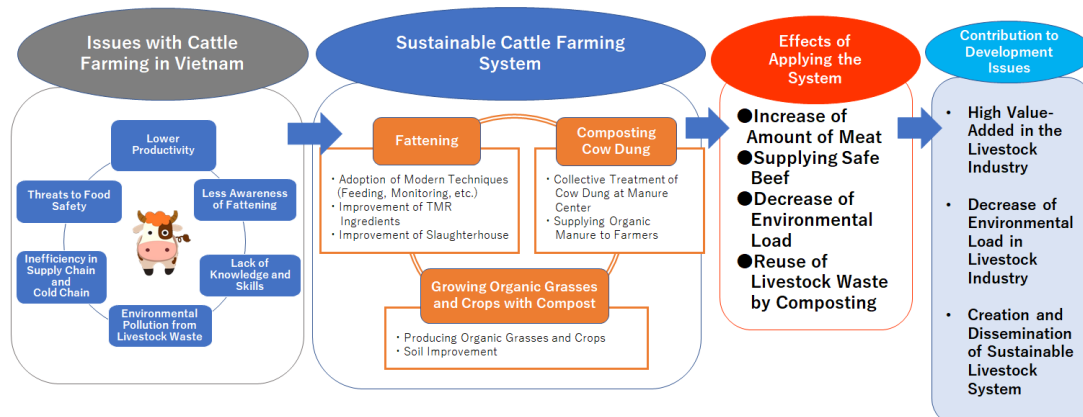 Issues with Cattle
Farming in Vietnam
Lower
Productivity
Less Awareness
of Fattening
Lack of
Knowledge and
Skills
Environmental
Pollution from
Livestock Waste
Inefficiency in
Supply Chain
and
Cold Chain
Threats to Food
Safety
Sustainable Cattle Farming
System
Fattening
・Adoption of Modern Techniques
(Feeding, Monitoring, etc.)
・Improvement of TMR
Ingredients
・Improvement of Slaughterhouse
Composting
Cow Dung
・Collective Treatment of
Cow Dung at Manure
Center
・Supplying Organic
Manure to Farmers
Growing Organic Grasses
and Crops with Compost
・Producing Organic Grasses and Crops
・Soil Improvement
Effects of
Applying the
System
●Increase of
Amount of Meat
●Supplying Safe
Beef
●Decrease of
Environmental
Load
●Reuse of
Livestock Waste
by Composting
Contribution to
Development
Issues
• High Value-
Added in the
Livestock
Industry
• Decrease of
Environmental
Load in
Livestock
Industry
• Creation and
Dissemination
of Sustainable
Livestock
System